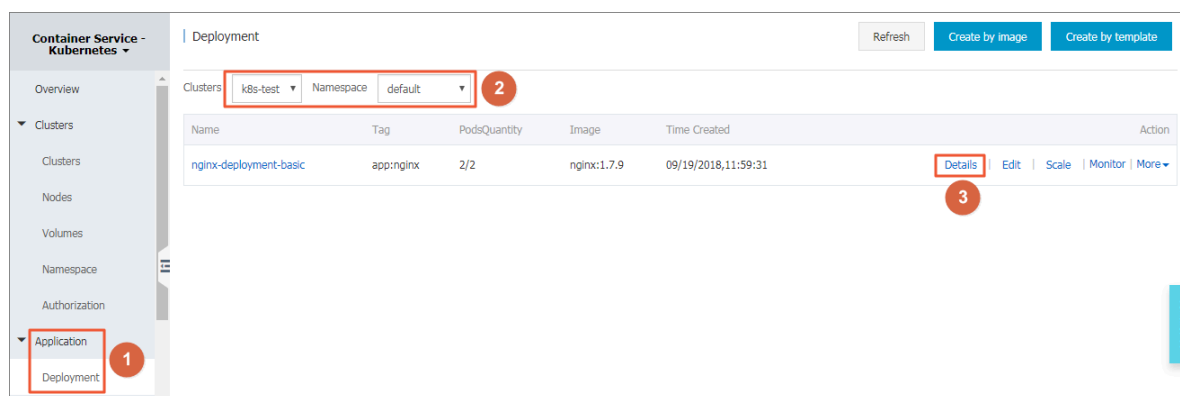 Container Service -
Kubernetes
Overview
Clusters
Clusters
Nodes
Volumes
Namespace
Authorization
Application
Deployment
1
Deployment
Refresh
Create by image
Create by template
Clusters k8s-test Namespace default 2
Name Tag PodsQuantity Image Time Created Action
nginx-deployment-basic app:nginx 2/2 nginx:1.7.9 09/19/2018,11:59:31 Details | Edit | Scale | Monitor | More
3